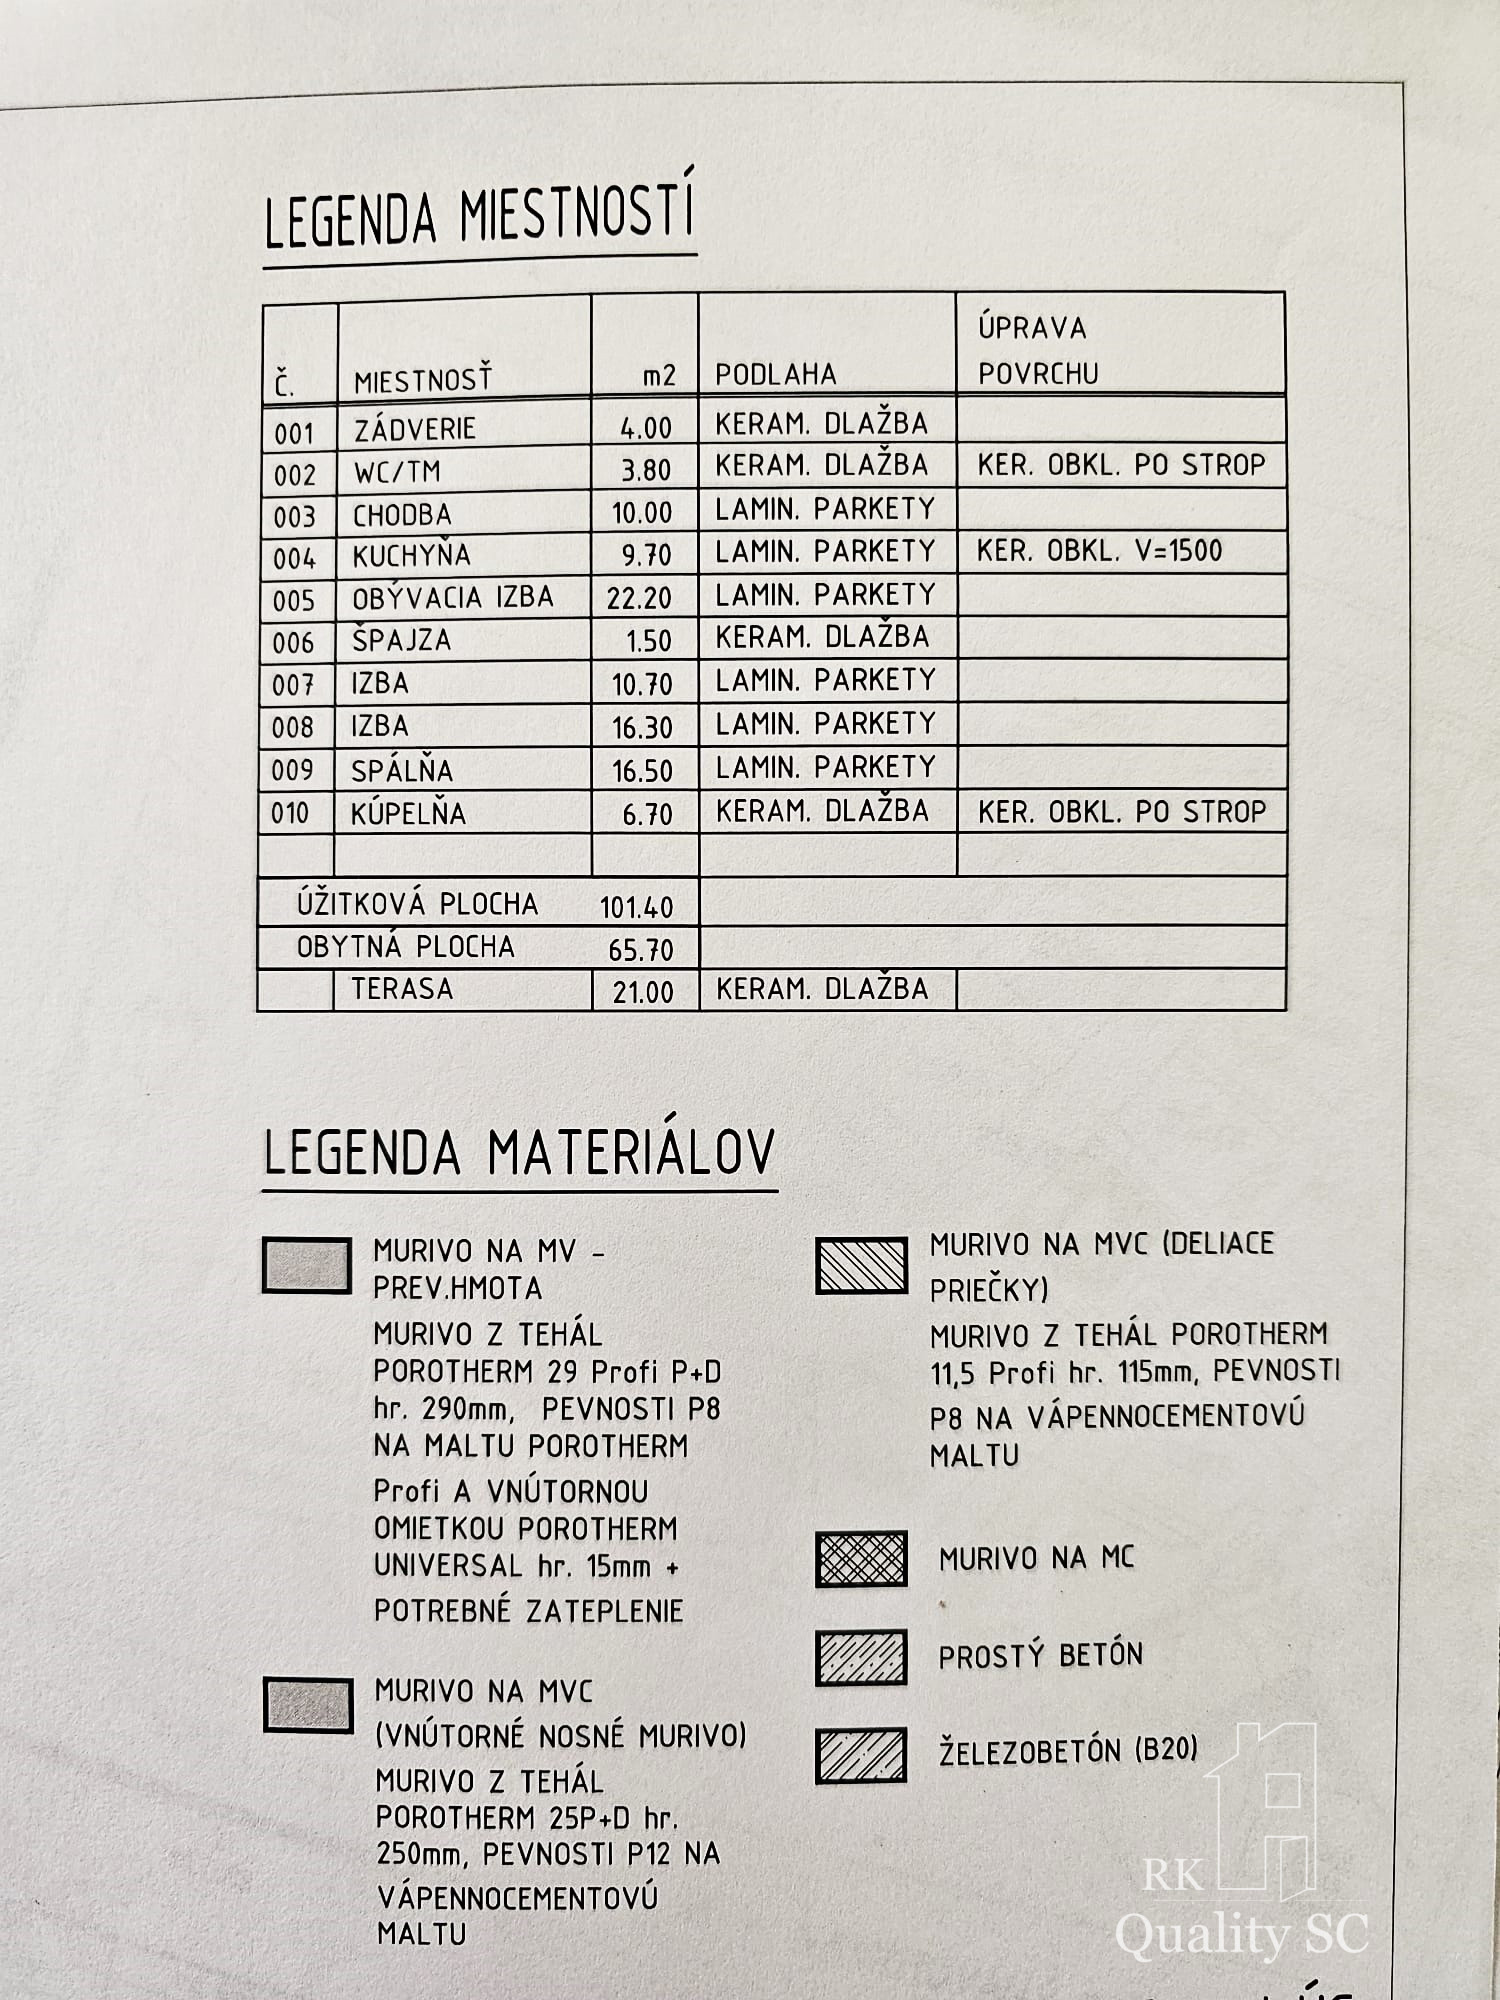 LEGENDA MIESTNOSTÍ
Č. MIESTNOSŤ m2 PODLAHA ÚPRAVA POVRCHU
001 ZÁDVERIE 4.00 KERAM. DLAŽBA
002 WC/TM 3.80 KERAM. DLAŽBA KER. OBKL. PO STROP
003 CHODBA 10.00 LAMIN. PARKETY
004 KUCHYŇA 9.70 LAMIN. PARKETY KER. OBKL. V=1500
005 OBÝVACIA IZBA 22.20 LAMIN. PARKETY
006 ŠPAJZA 1.50 KERAM. DLAŽBA
007 IZBA 10.70 LAMIN. PARKETY
008 IZBA 16.30 LAMIN. PARKETY
009 SPÁLŇA 16.50 LAMIN. PARKETY
010 KÚPELŇA 6.70 KERAM. DLAŽBA KER. OBKL. PO STROP
ÚŽITKOVÁ PLOCHA 101.40
OBYTNÁ PLOCHA 65.70
TERASA 21.00 KERAM. DLAŽBA
LEGENDA MATERIÁLOV
MURIVO NA MV -
PREV.HMOTA
MURIVO Z TEHÁL
POROTHERM 29 Profi P+D
hr. 290mm, PEVNOSTI P8
NA MALTU POROTHERM
Profi A VNÚTORNOU
OMIETKOU POROTHERM
UNIVERSAL hr. 15mm +
POTREBNÉ ZATEPLENIE
MURIVO NA MVC
(VNÚTORNÉ NOSNÉ MURIVO)
MURIVO Z TEHÁL
POROTHERM 25P+D hr.
250mm, PEVNOSTI P12 NA
VÁPENNOCEMENTOVÚ
MALTU
MURIVO NA MVC (DELIACE
PRIEČKY)
MURIVO Z TEHÁL POROTHERM
11,5 Profi hr. 115mm, PEVNOSTI
P8 NA VÁPENNOCEMENTOVÚ
MALTU
MURIVO NA MC
PROSTÝ BETÓN
ŽELEZOBETÓN (B20)
RK
Quality SC